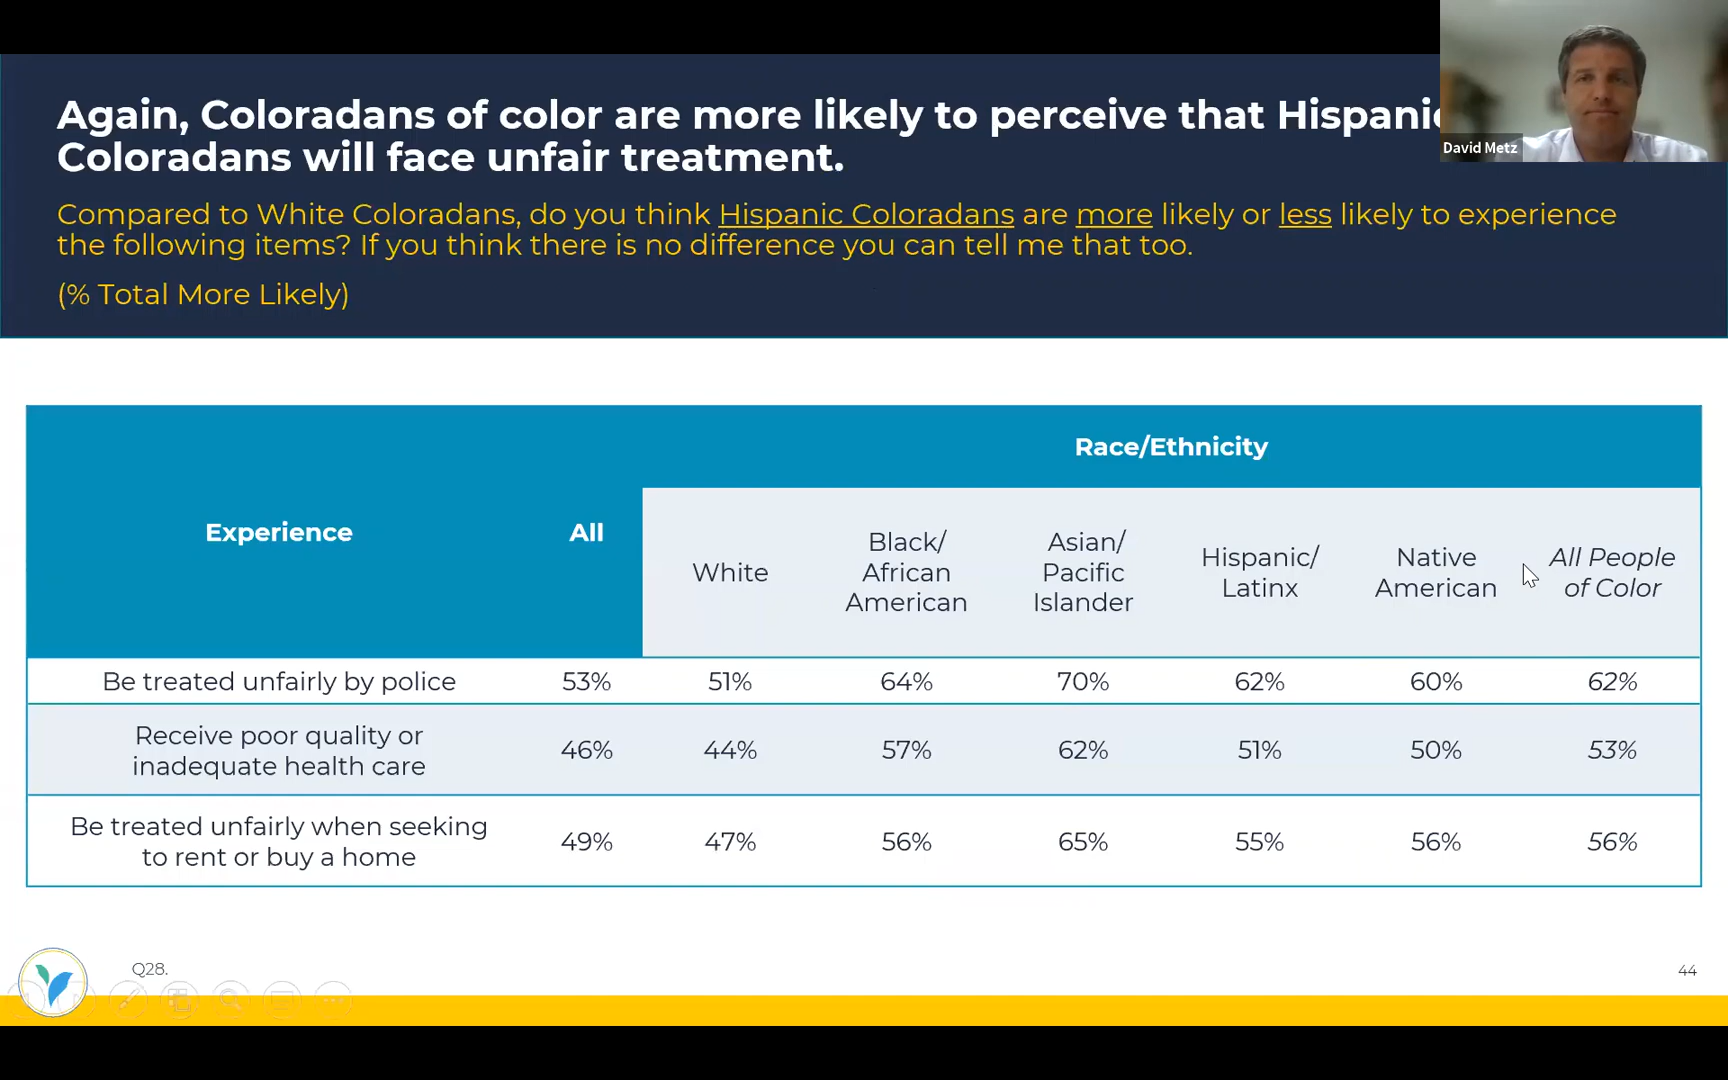 Again, Coloradans of color are more likely to perceive that Hispanic
Coloradans will face unfair treatment.
David Metz
Compared to White Coloradans, do you think Hispanic Coloradans are more likely or less likely to experience
the following items? If you think there is no difference you can tell me that too.
(% Total More Likely)
Race/Ethnicity
Experience
All
White
Black/
African
American
Asian/
Pacific
Islander
Hispanic/
Latinx
Native
American
All People
of Color
Be treated unfairly by police
53%
51%
64%
70%
62%
60%
62%
Receive poor quality or
inadequate health care
46%
44%
57%
62%
51%
50%
53%
Be treated unfairly when seeking
to rent or buy a home
49%
47%
56%
65%
55%
56%
56%
Q28.
44